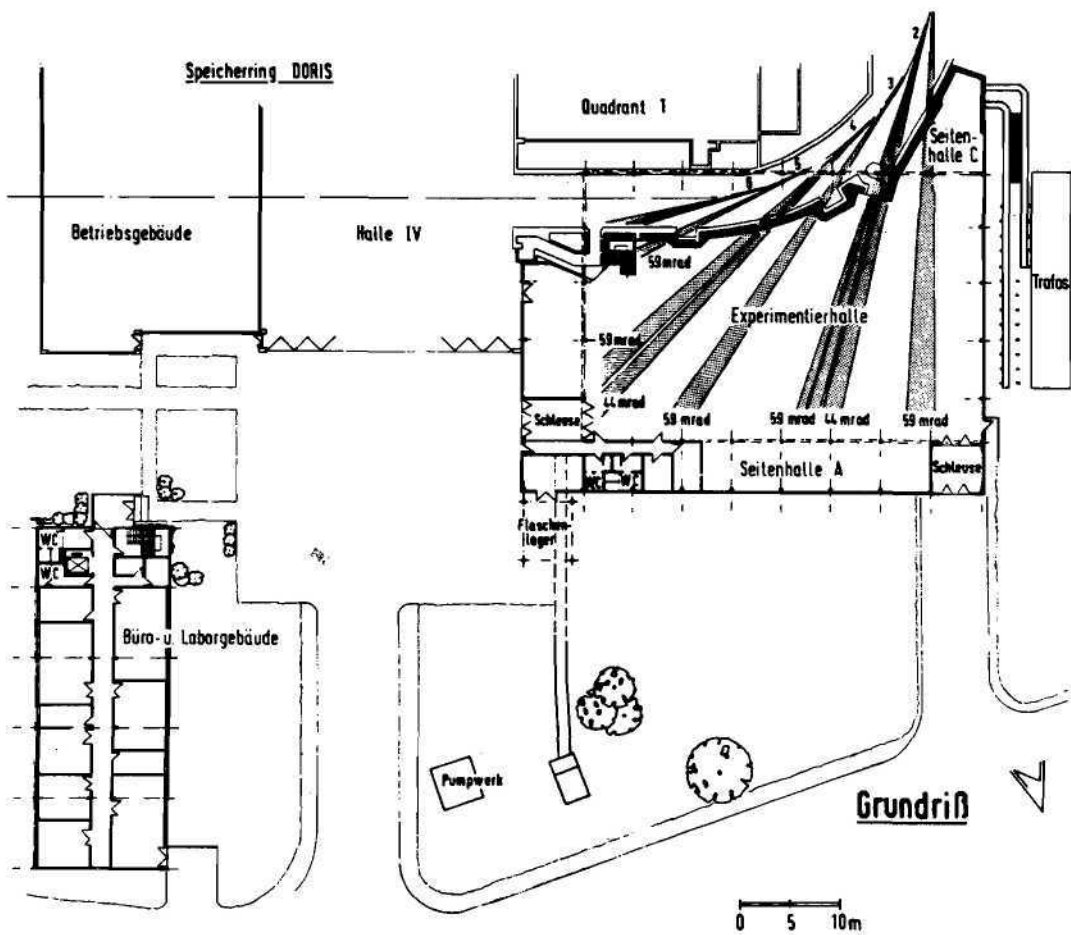 Speicherring DORIS
Quadrant 1
2
3
4
5
6
Seiten-
halle C
Betriebsgebäude
Halle IV
59 mrad
Trafos
Experimentierhalle
59 mrad
44 mrad
58 mrad
59 mrad
44 mrad
59 mrad
Schleuse
Seitenhalle A
Schleuse
WC
WC
Flaschen-
lager
WC
WC
Büro- u. Laborgebäude
Pumpwerk
Grundriß
0 5 10m